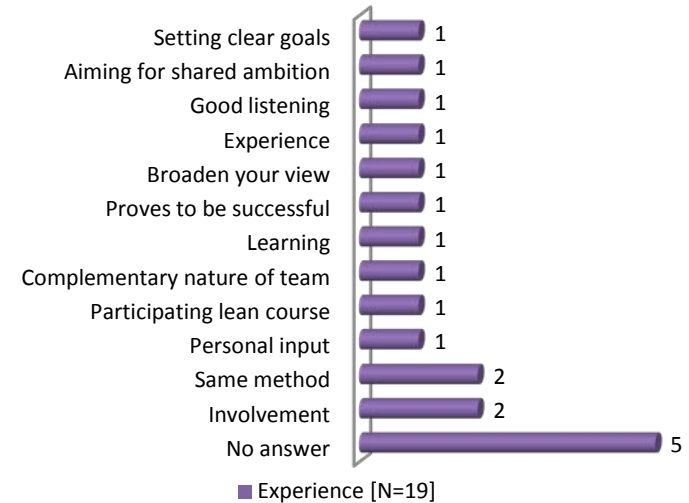 Setting clear goals 1
Aiming for shared ambition 1
Good listening 1
Experience 1
Broaden your view 1
Proves to be successful 1
Learning 1
Complementary nature of team 1
Participating lean course 1
Personal input 1
Same method 2
Involvement 2
No answer 5
Experience [N=19]